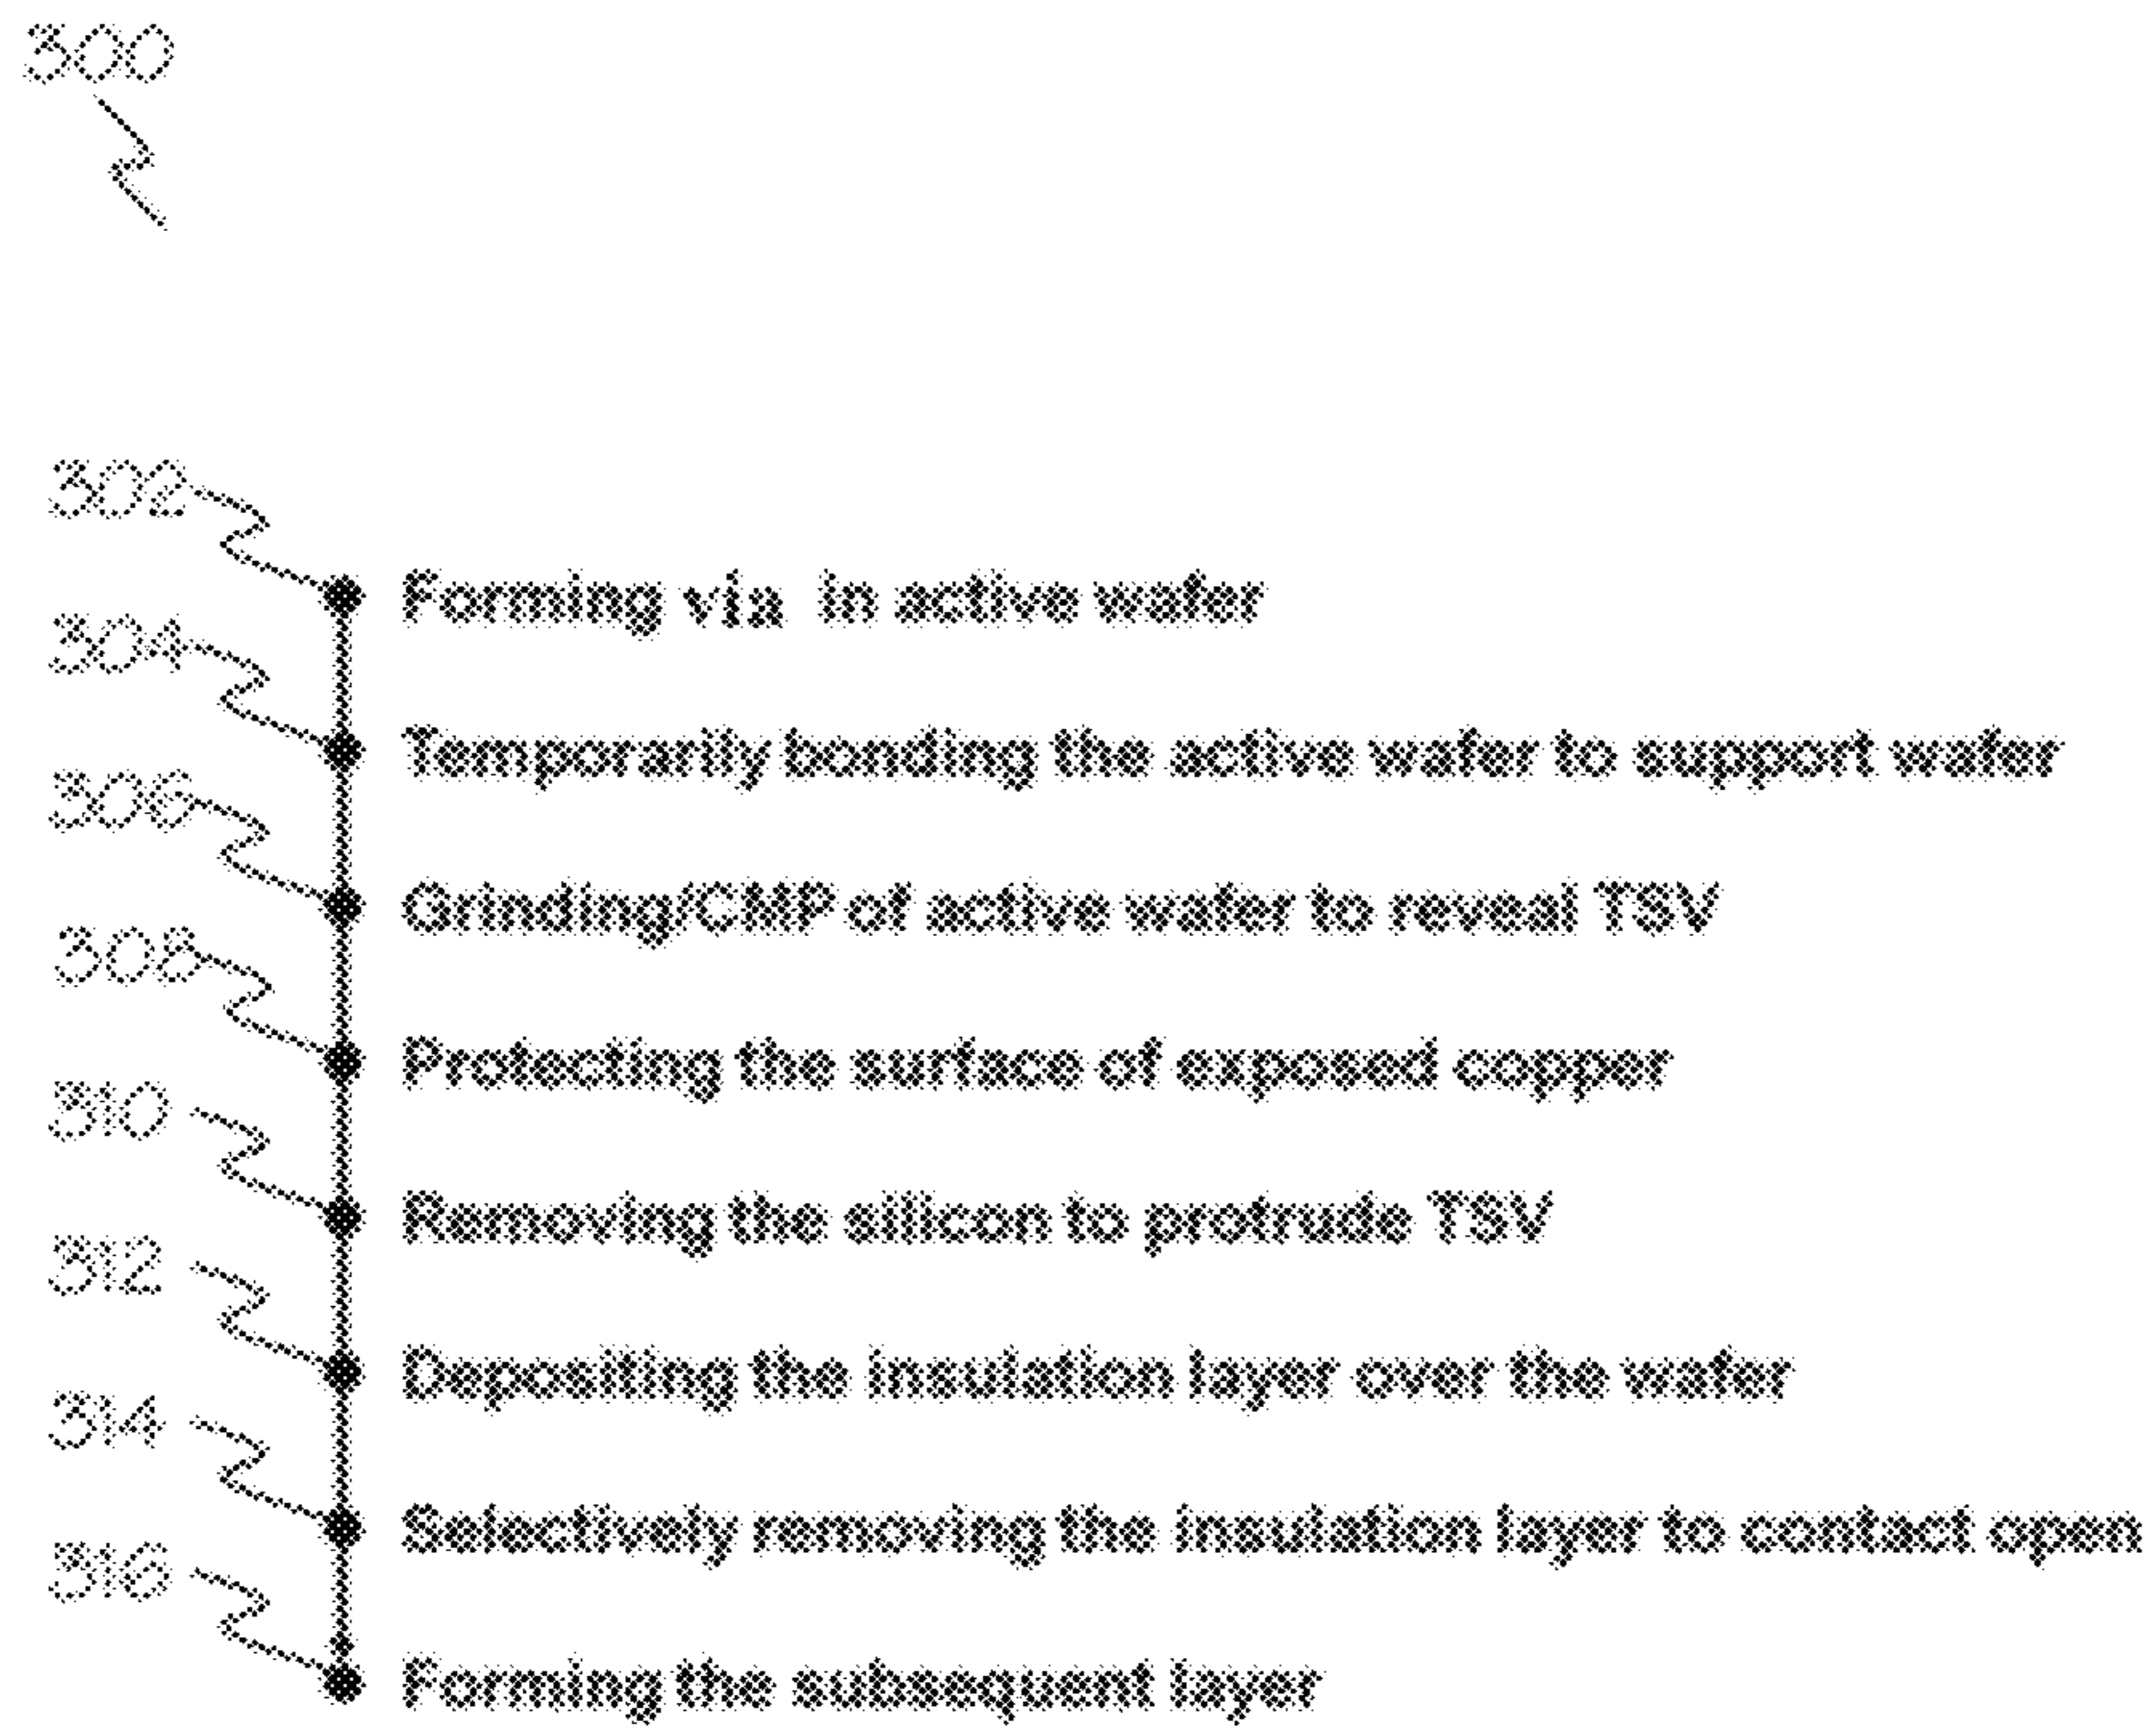 300
302
Forming via in active wafer
304
Temporarily bonding the active wafer to support wafer
306
Grinding/CMP of active wafer to reveal TSV
308
Protecting the surface of exposed copper
310
Removing the silicon to protrude TSV
312
Depositing the insulation layer over the wafer
314
Selectively removing the insulation layer to contact open
316
Forming the subsequent layer